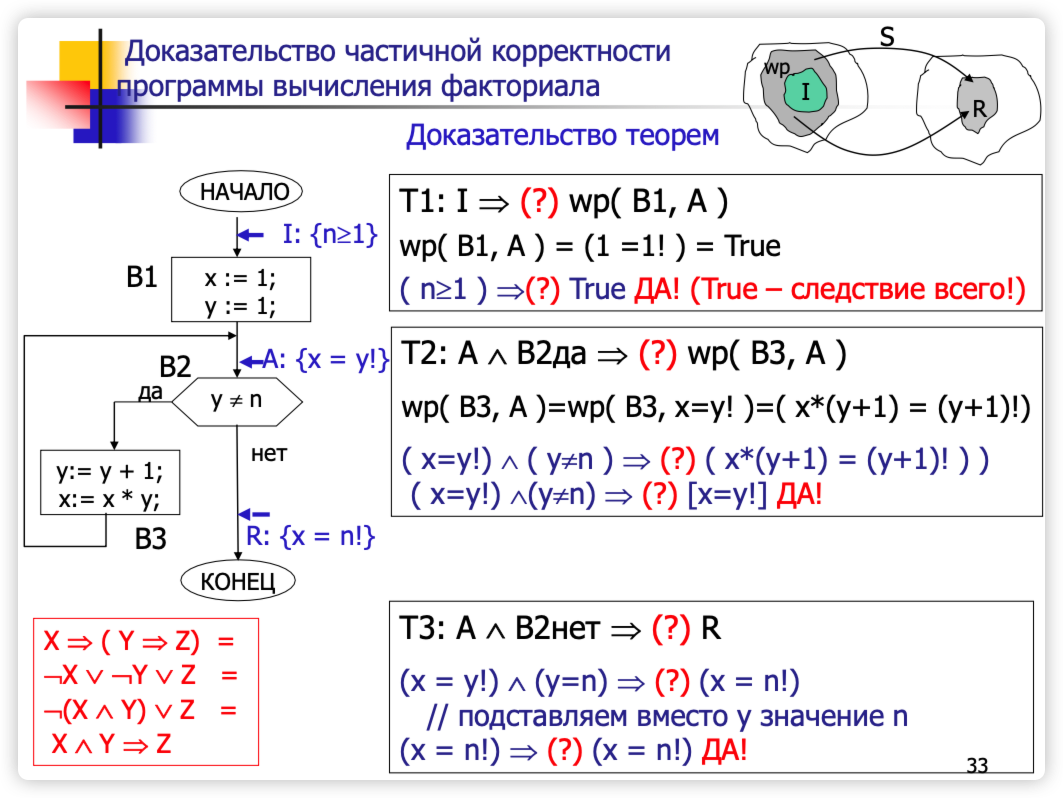 Доказательство частичной корректности
программы вычисления факториала
S
wp
I
R
Доказательство теорем
НАЧАЛО
I: {n≥1}
B1
x := 1;
y := 1;
A: {x = y!}
B2
да
y ≠ n
нет
y:= y + 1;
x:= x * y;
B3
R: {x = n!}
КОНЕЦ
T1: I ⇒ (?) wp( B1, A )
wp( B1, A ) = (1 =1! ) = True
( n≥1 ) ⇒(?) True ДА! (True – следствие всего!)
T2: A ∧ B2да ⇒ (?) wp( B3, A )
wp( B3, A )=wp( B3, x=y! )=( x*(y+1) = (y+1)!)
( x=y!) ∧ ( y≠n ) ⇒ (?) ( x*(y+1) = (y+1)! ) )
( x=y!) ∧(y≠n) ⇒ (?) [x=y!] ДА!
X ⇒ ( Y ⇒ Z) =
¬X ∨ ¬Y ∨ Z =
¬(X ∧ Y) ∨ Z =
X ∧ Y ⇒ Z
T3: A ∧ B2нет ⇒ (?) R
(x = y!) ∧ (y=n) ⇒ (?) (x = n!)
// подставляем вместо y значение n
(x = n!) ⇒ (?) (x = n!) ДА!
33